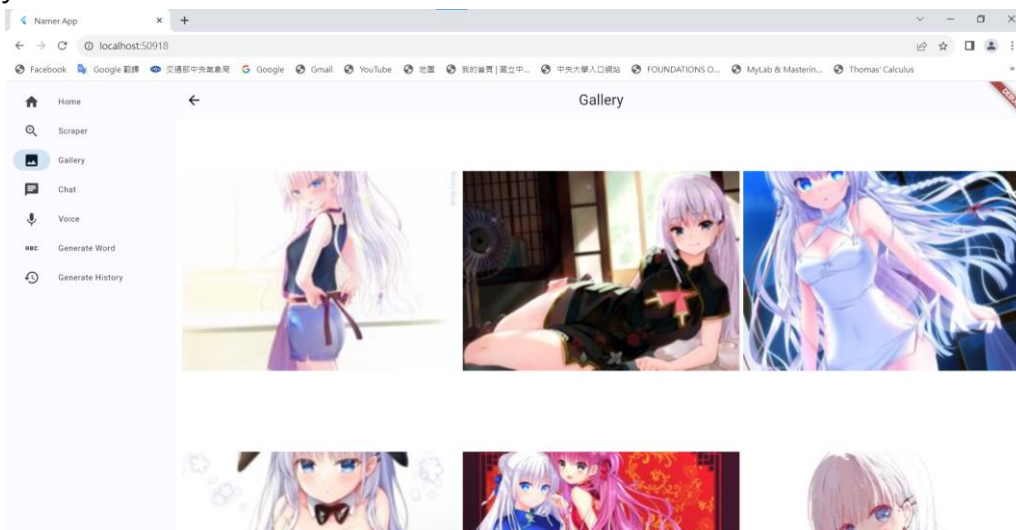 y
Namer App
localhost:50918
Facebook Google 翻譯 交通部中央氣象局 Google Gmail YouTube 地圖 我的首頁 | 國立中... 中央大學入口網站 FOUNDATIONS O... MyLab & Masterin... Thomas' Calculus »
Home
Gallery
Scraper
Gallery
Chat
Voice
ABC Generate Word
Generate History